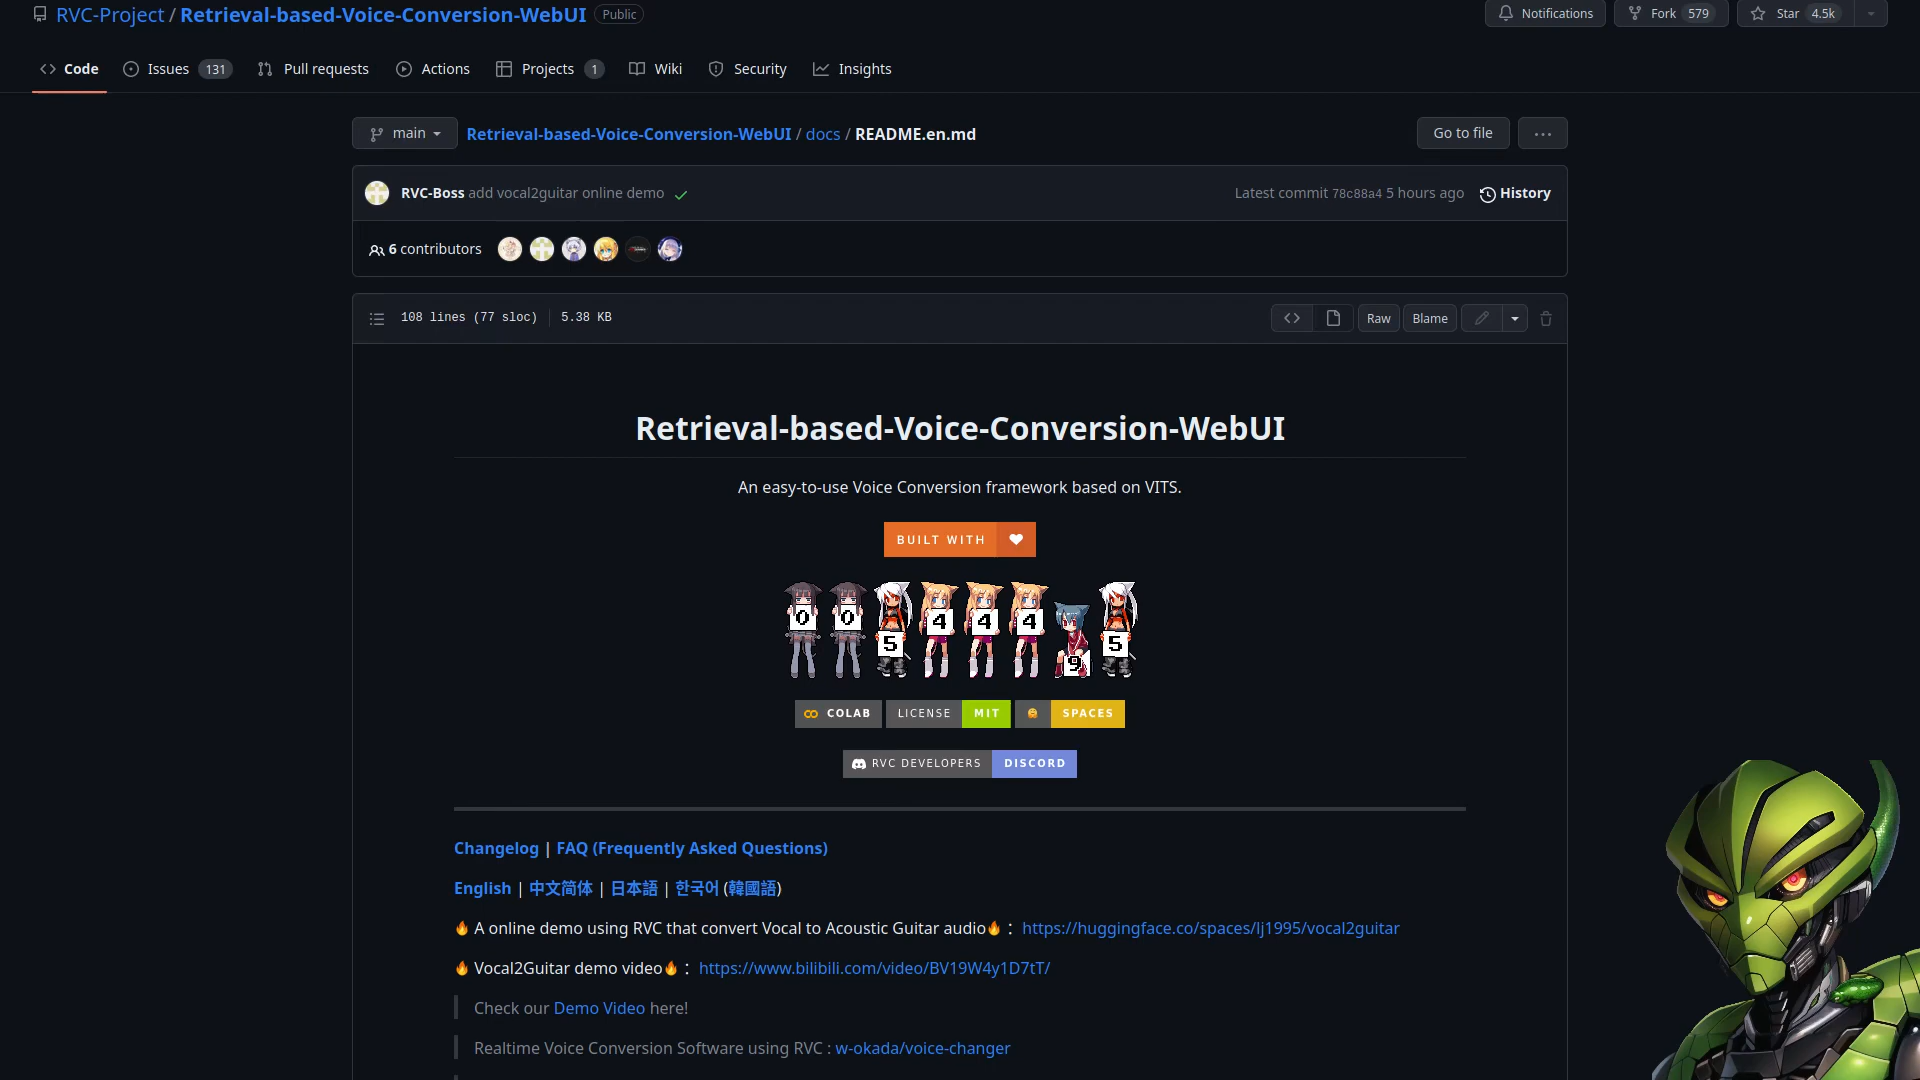 RVC-Project / Retrieval-based-Voice-Conversion-WebUI Public Notifications Fork 579 Star 4.5k
Code Issues 131 Pull requests Actions Projects 1 Wiki Security Insights
main Retrieval-based-Voice-Conversion-WebUI / docs / README.en.md Go to file ...
RVC-Boss add vocal2guitar online demo Latest commit 78c88a4 5 hours ago History
6 contributors
108 lines (77 sloc) 5.38 KB Raw Blame
Retrieval-based-Voice-Conversion-WebUI
An easy-to-use Voice Conversion framework based on VITS.
BUILT WITH ♥
0 0 5 4 4 4 9 5
COLAB LICENSE MIT SPACES
RVC DEVELOPERS DISCORD
Changelog | FAQ (Frequently Asked Questions)
English | 中文简体 | 日本語 | 한국어 (韓國語)
🔥 A online demo using RVC that convert Vocal to Acoustic Guitar audio🔥 : https://huggingface.co/spaces/lj1995/vocal2guitar
🔥 Vocal2Guitar demo video🔥 : https://www.bilibili.com/video/BV19W4y1D7tT/
Check our Demo Video here!
Realtime Voice Conversion Software using RVC : w-okada/voice-changer